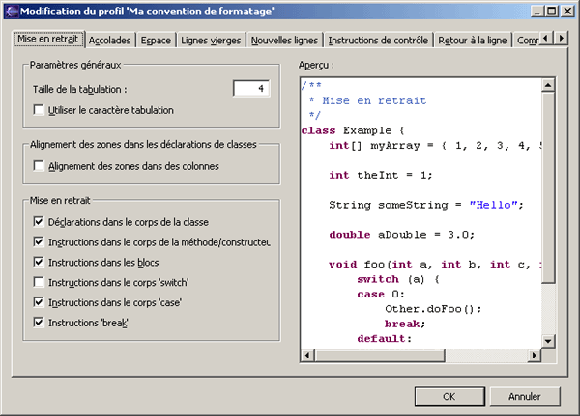 Modification du profil 'Ma convention de formatage'
Mise en retrait Accolades Espace Lignes vierges Nouvelles lignes Instructions de contrôle Retour à la ligne Comm
Paramètres généraux
Taille de la tabulation : 4
Utiliser le caractère tabulation
Alignement des zones dans les déclarations de classes
Alignement des zones dans des colonnes
Mise en retrait
Déclarations dans le corps de la classe
Instructions dans le corps de la méthode/constructeu
Instructions dans les blocs
Instructions dans le corps 'switch'
Instructions dans le corps 'case'
Instructions 'break'
Aperçu :
/**
 * Mise en retrait
 */
class Example {
    int[] myArray = { 1, 2, 3, 4, 5
    int theInt = 1;
    String someString = "Hello";
    double aDouble = 3.0;
    void foo(int a, int b, int c, i
        switch (a) {
        case 0:
            Other.doFoo();
            break;
        default:
OK Annuler